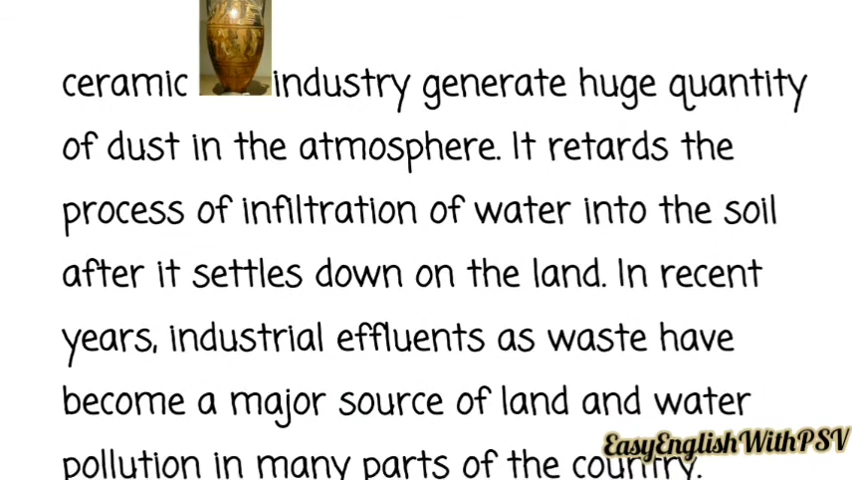 ceramic industry generate huge quantity
of dust in the atmosphere. It retards the
process of infiltration of water into the soil
after it settles down on the land. In recent
years, industrial effluents as waste have
become a major source of land and water
pollution in many parts of the country.
EasyEnglishWithPSV